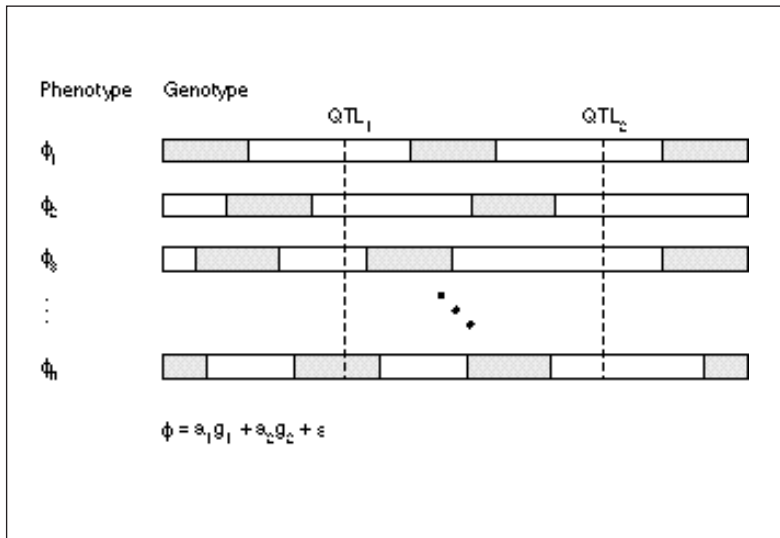 Phenotype Genotype
QTL₁ QTL₂
ϕ₁
ϕ₂
ϕ₃
⋮
ϕₙ
ϕ = a₁g₁ + a₂g₂ + ε